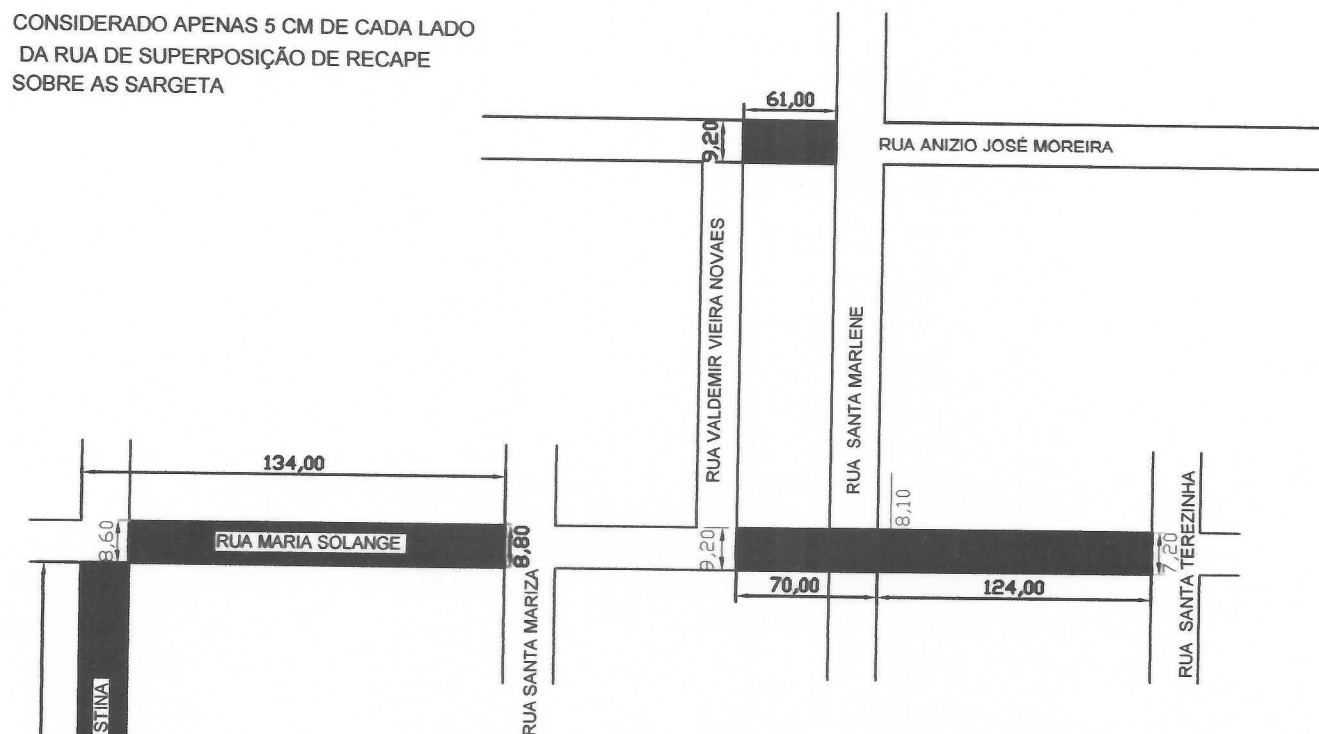 CONSIDERADO APENAS 5 CM DE CADA LADO
DA RUA DE SUPERPOSIÇÃO DE RECAPE
SOBRE AS SARGETA
61,00
9,20
RUA ANIZIO JOSÉ MOREIRA
RUA VALDEMIR VIEIRA NOVAES
RUA SANTA MARLENE
134,00
8,60
RUA MARIA SOLANGE
8,80
9,20
8,10
7,20
RUA SANTA TEREZINHA
70,00
124,00
RUA SANTA MARIZA
STINA